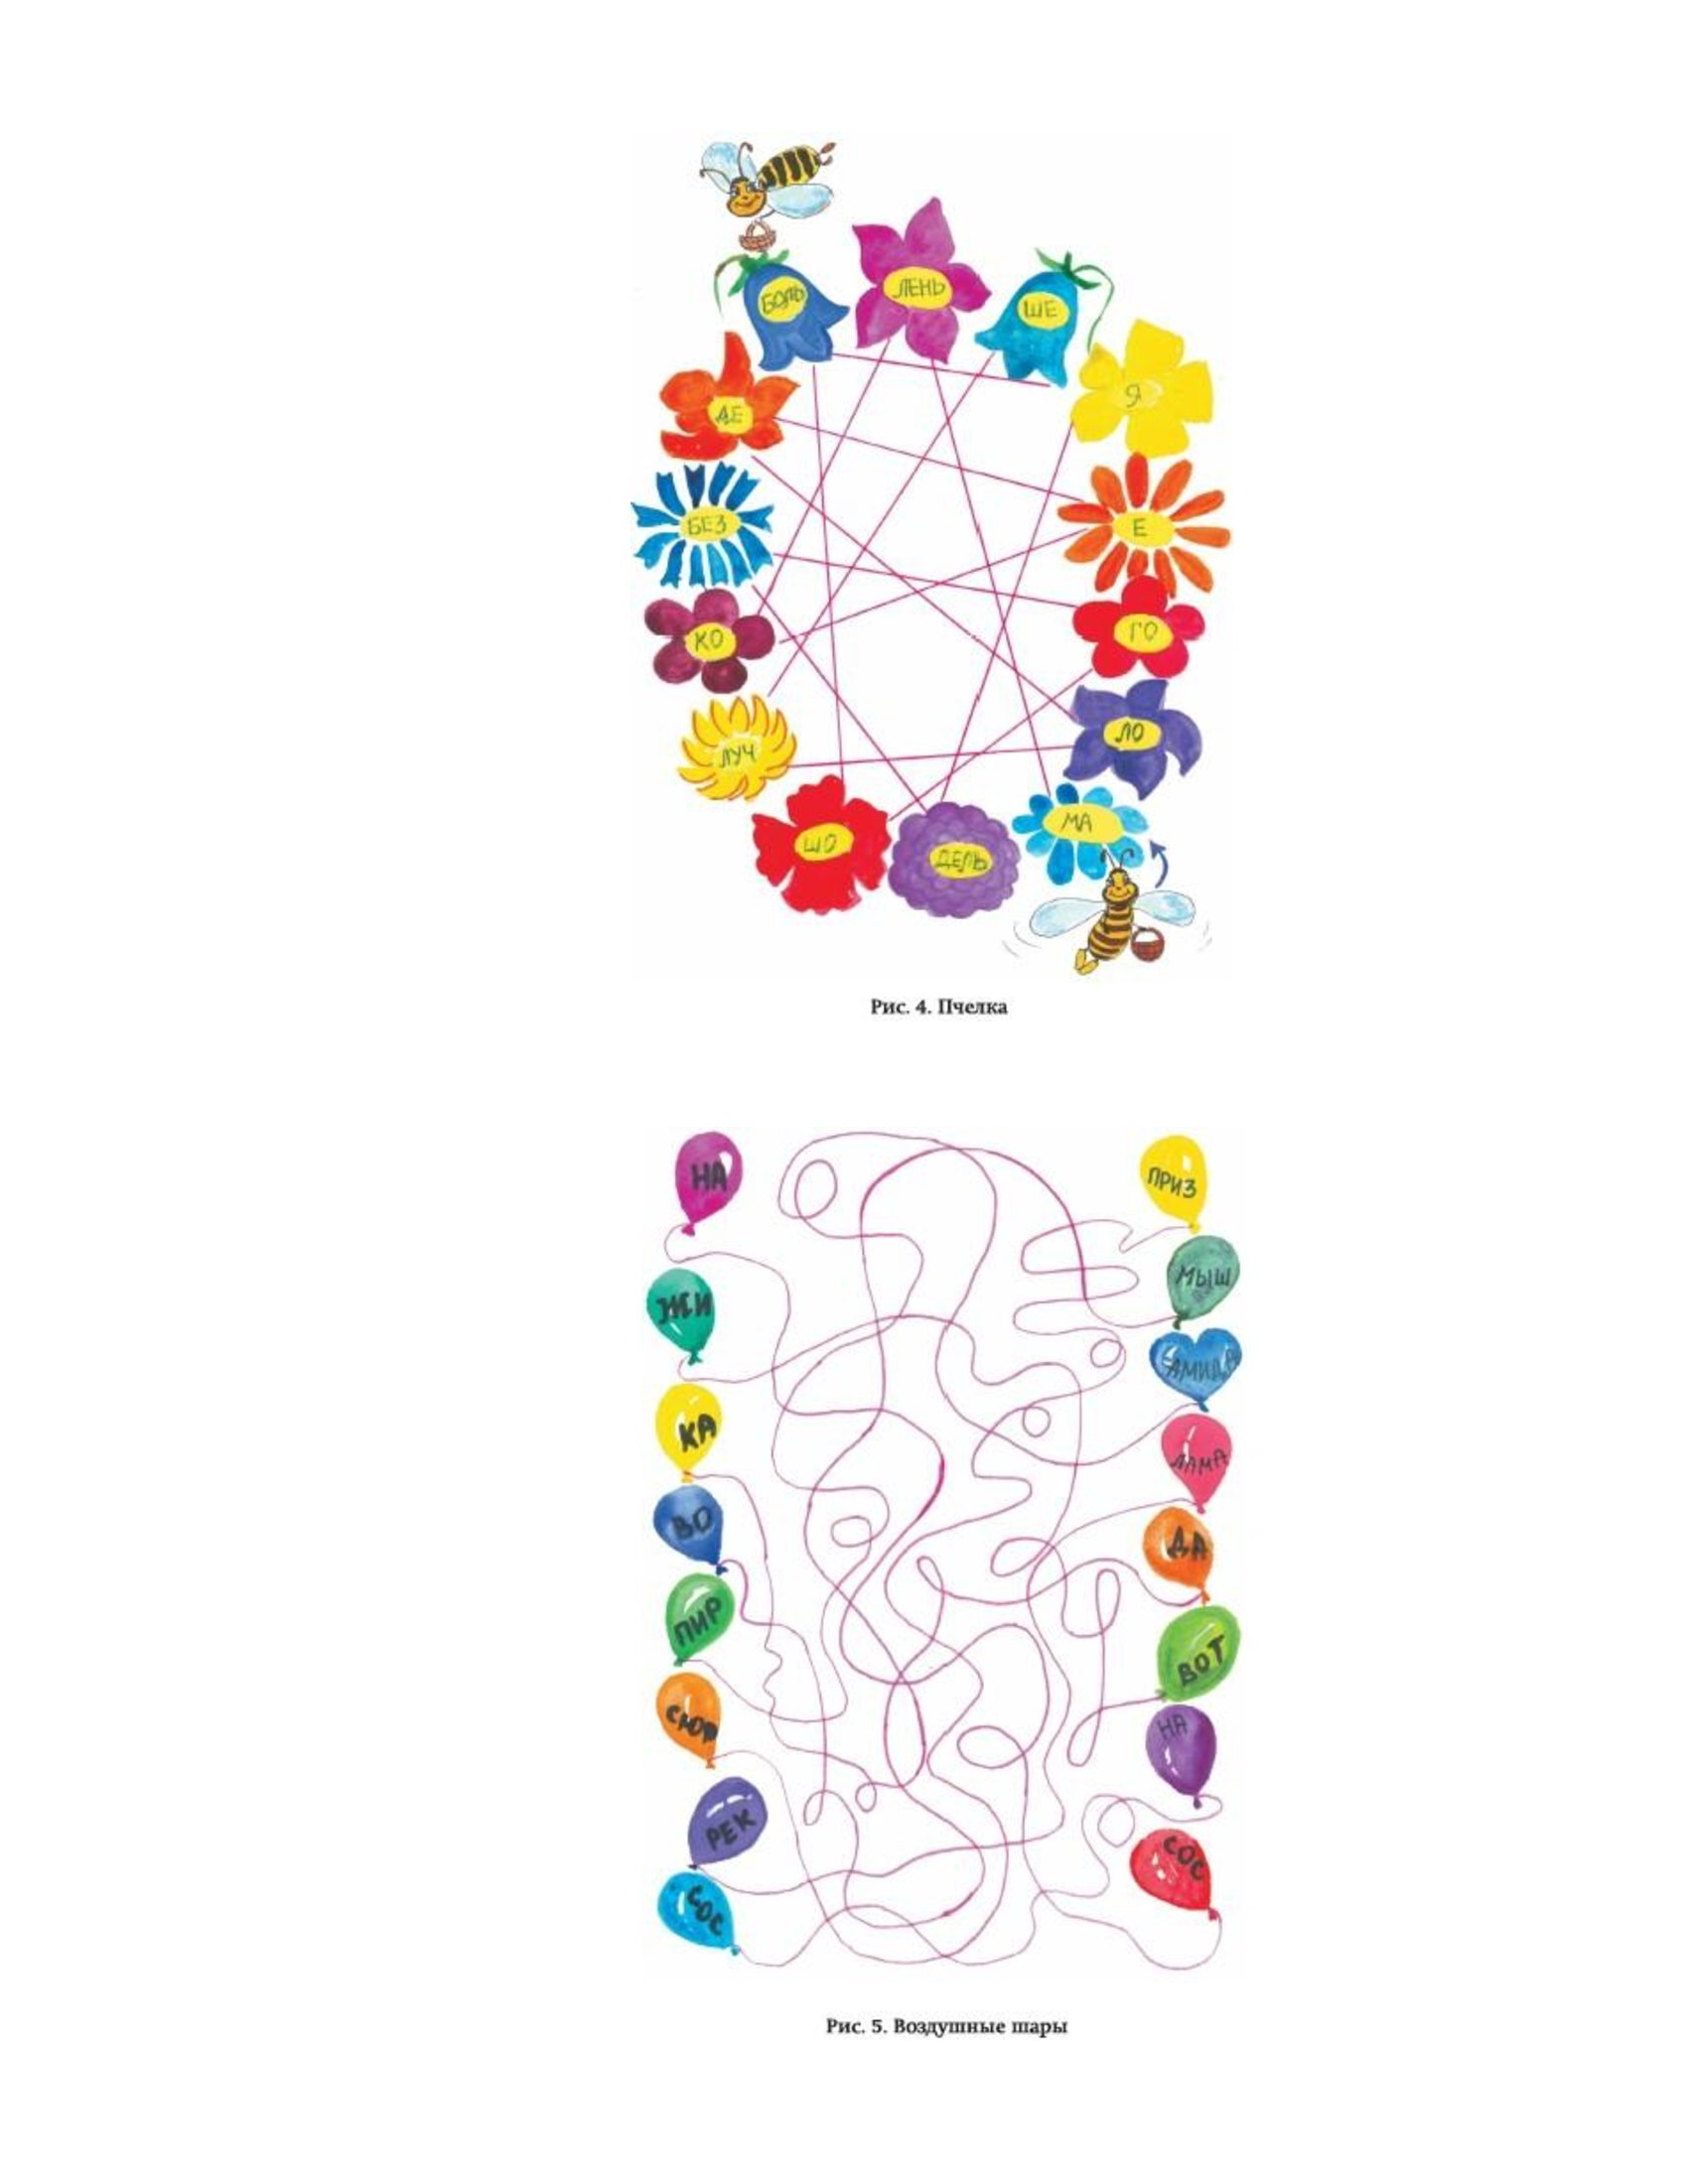 ЛЕНЬ
БОЛЬ
ШЕ
Я
ДЕ
БЕЗ
Е
КО
ГО
ЛО
ЛУЧ
МА
ШО
ДЕЛЬ
Рис. 4. Пчелка
НА
ПРИЗ
МЫШ
ЖИ
АМИДА
КА
ЛАМА
ВО
ДА
ПИР
ВОТ
СЮР
НА
РЕК
СОС
СОС
Рис. 5. Воздушные шары